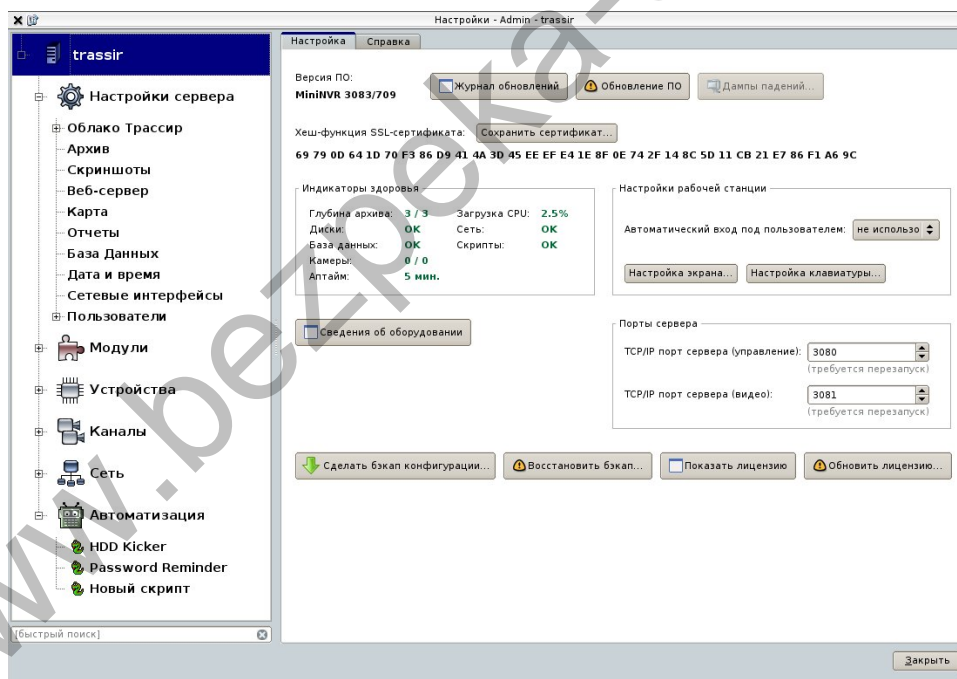 Настройки - Admin - trassir
trassir
Настройки сервера
Облако Трассир
Архив
Скриншоты
Веб-сервер
Карта
Отчеты
База Данных
Дата и время
Сетевые интерфейсы
Пользователи
Модули
Устройства
Каналы
Сеть
Автоматизация
HDD Kicker
Password Reminder
Новый скрипт
[быстрый поиск]
Настройка Справка
Версия ПО:
MiniNVR 3083/709
Журнал обновлений
Обновление ПО
Дампы падений...
Хеш-функция SSL-сертификата: Сохранить сертификат...
69 79 0D 64 1D 70 F3 86 D9 41 4A 3D 45 EE EF E4 1E 8F 0E 74 2F 14 8C 5D 11 CB 21 E7 86 F1 A6 9C
Индикаторы здоровья
Глубина архива: 3 / 3 Загрузка CPU: 2.5%
Диски: OK Сеть: OK
База данных: OK Скрипты: OK
Камеры: 0 / 0
Аптайм: 5 мин.
Настройки рабочей станции
Автоматический вход под пользователем: не использо
Настройка экрана... Настройка клавиатуры...
Сведения об оборудовании
Порты сервера
TCP/IP порт сервера (управление): 3080
(требуется перезапуск)
TCP/IP порт сервера (видео): 3081
(требуется перезапуск)
Сделать бэкап конфигурации... Восстановить бэкап... Показать лицензию Обновить лицензию...
Закрыть
www.bezpeka-